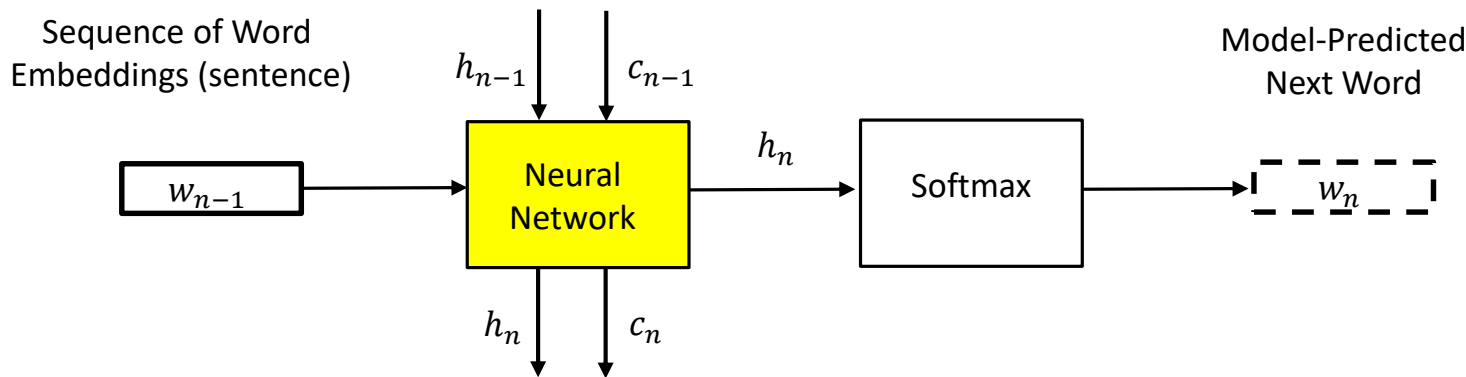 Sequence of Word
Embeddings (sentence)
h_{n−1}
c_{n−1}
Model-Predicted
Next Word
w_{n−1}
Neural
Network
h_n
Softmax
w_n
h_n
c_n